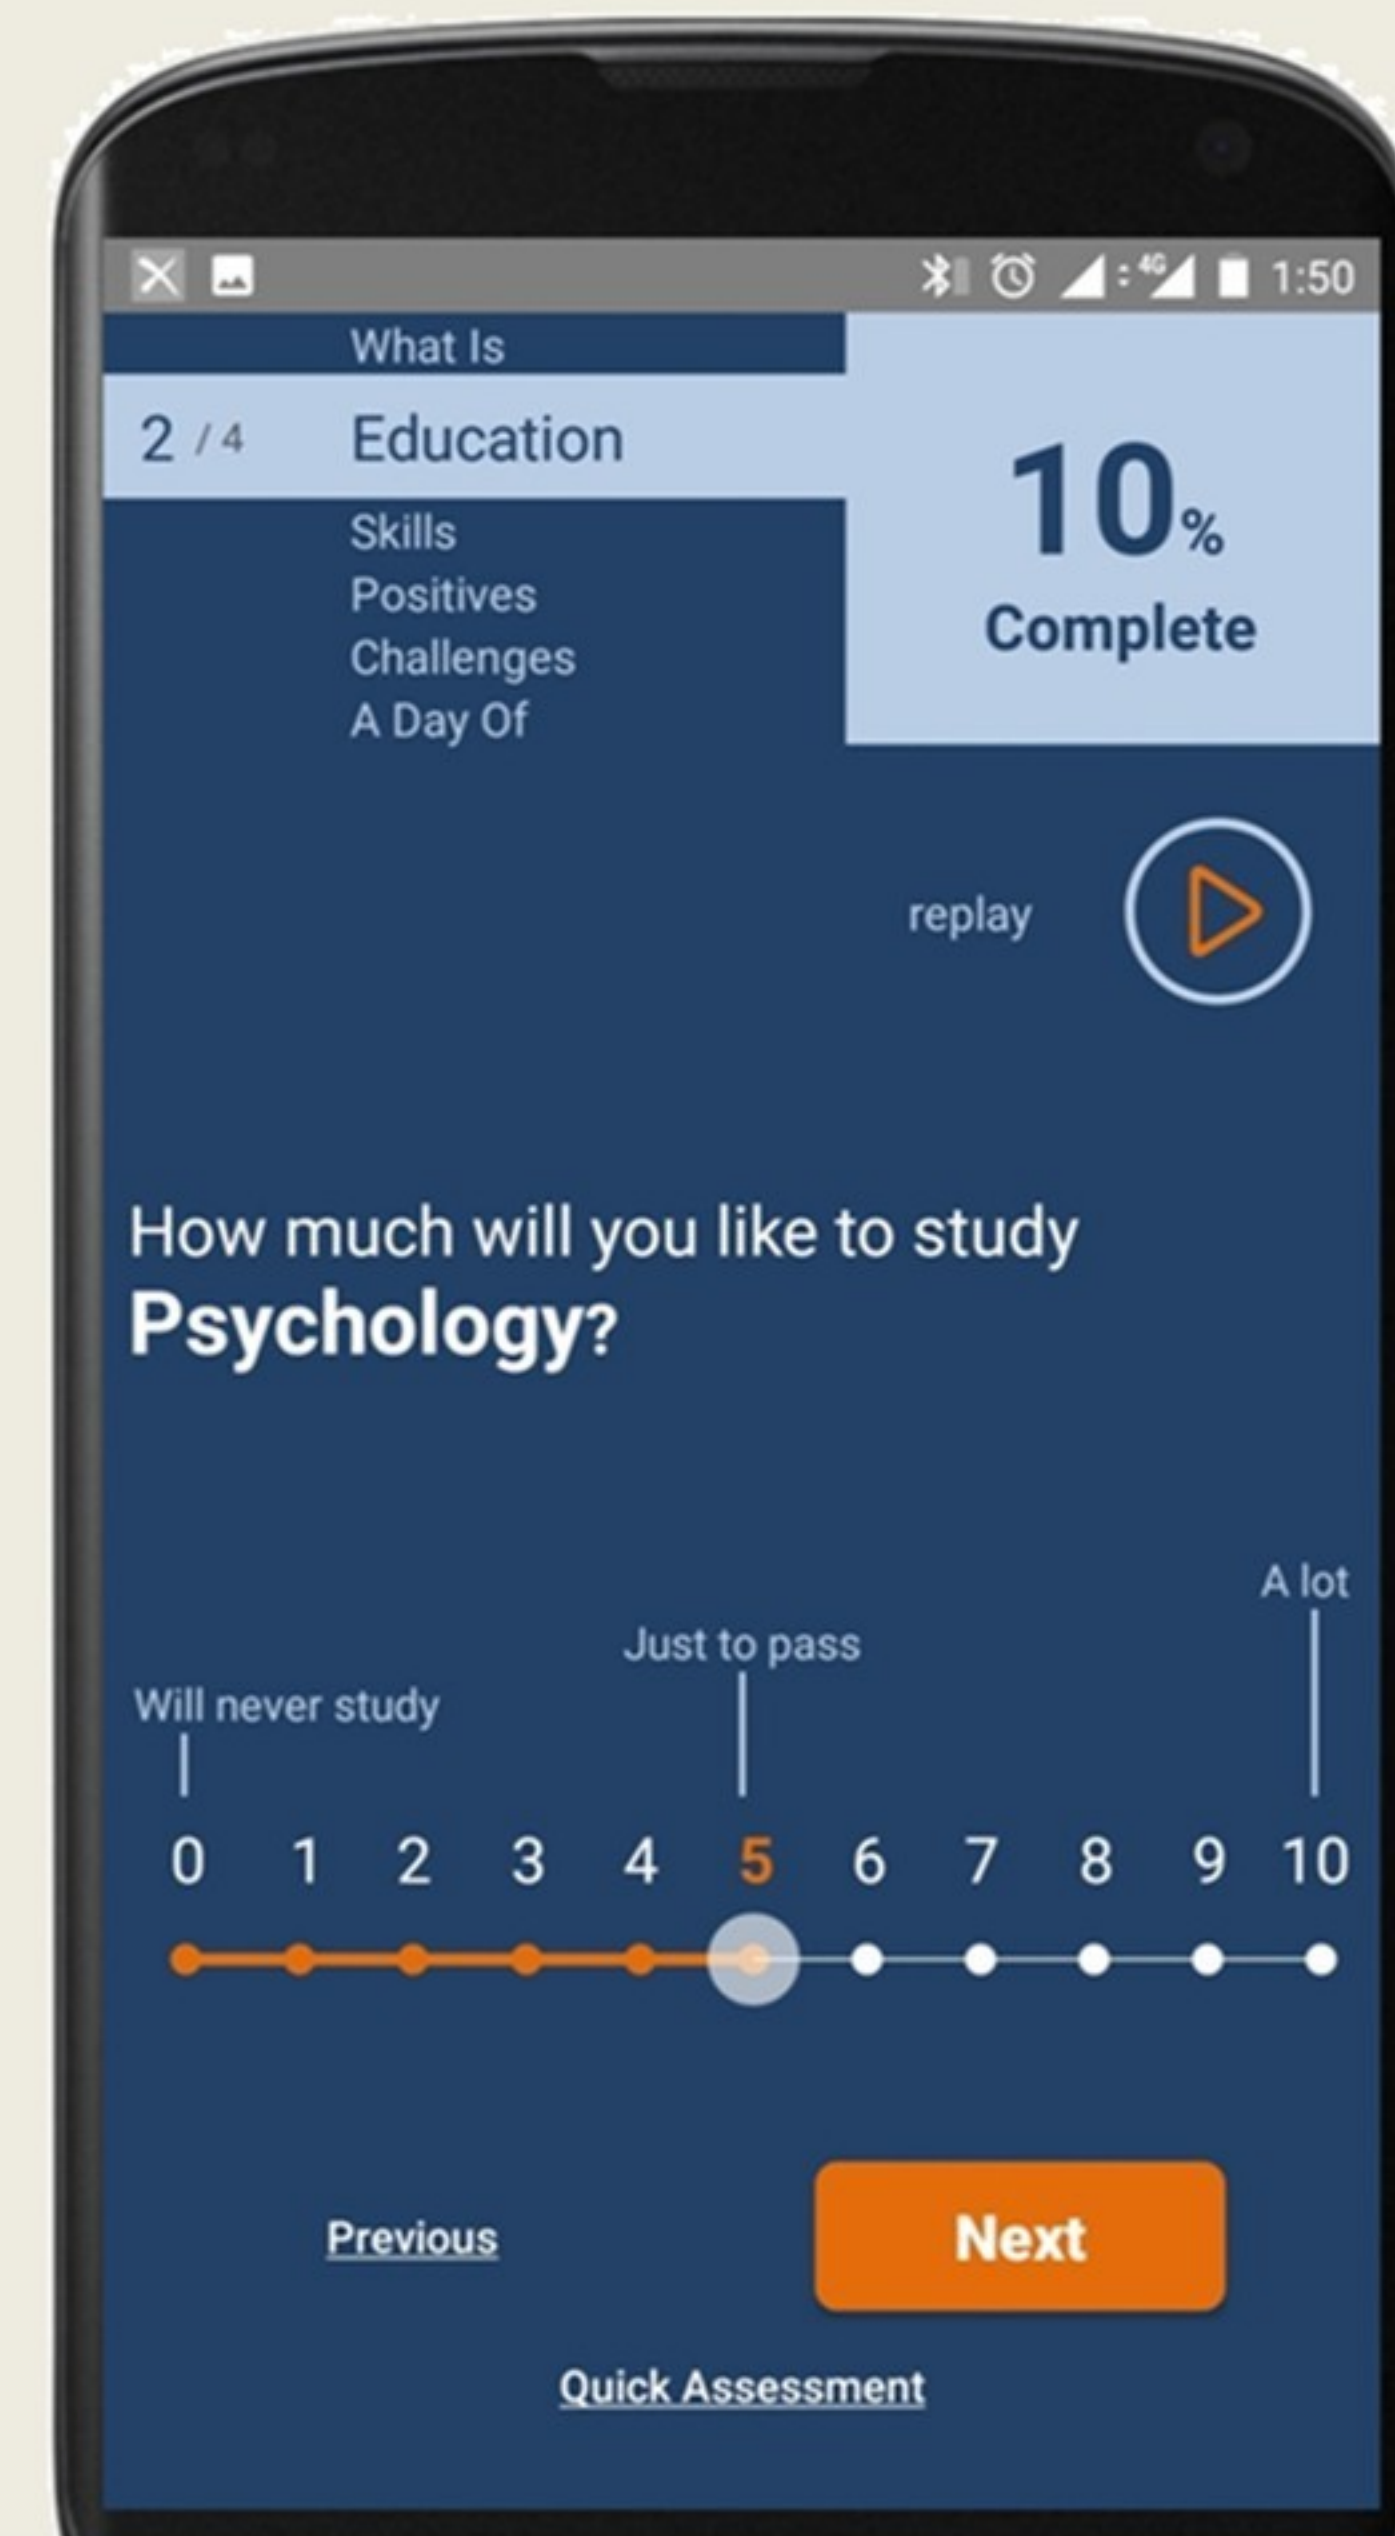 4G 1:50
What Is
2 / 4 Education
Skills
Positives
Challenges
A Day Of
10%
Complete
replay
How much will you like to study
Psychology?
A lot
Just to pass
Will never study
0 1 2 3 4 5 6 7 8 9 10
Previous Next
Quick Assessment